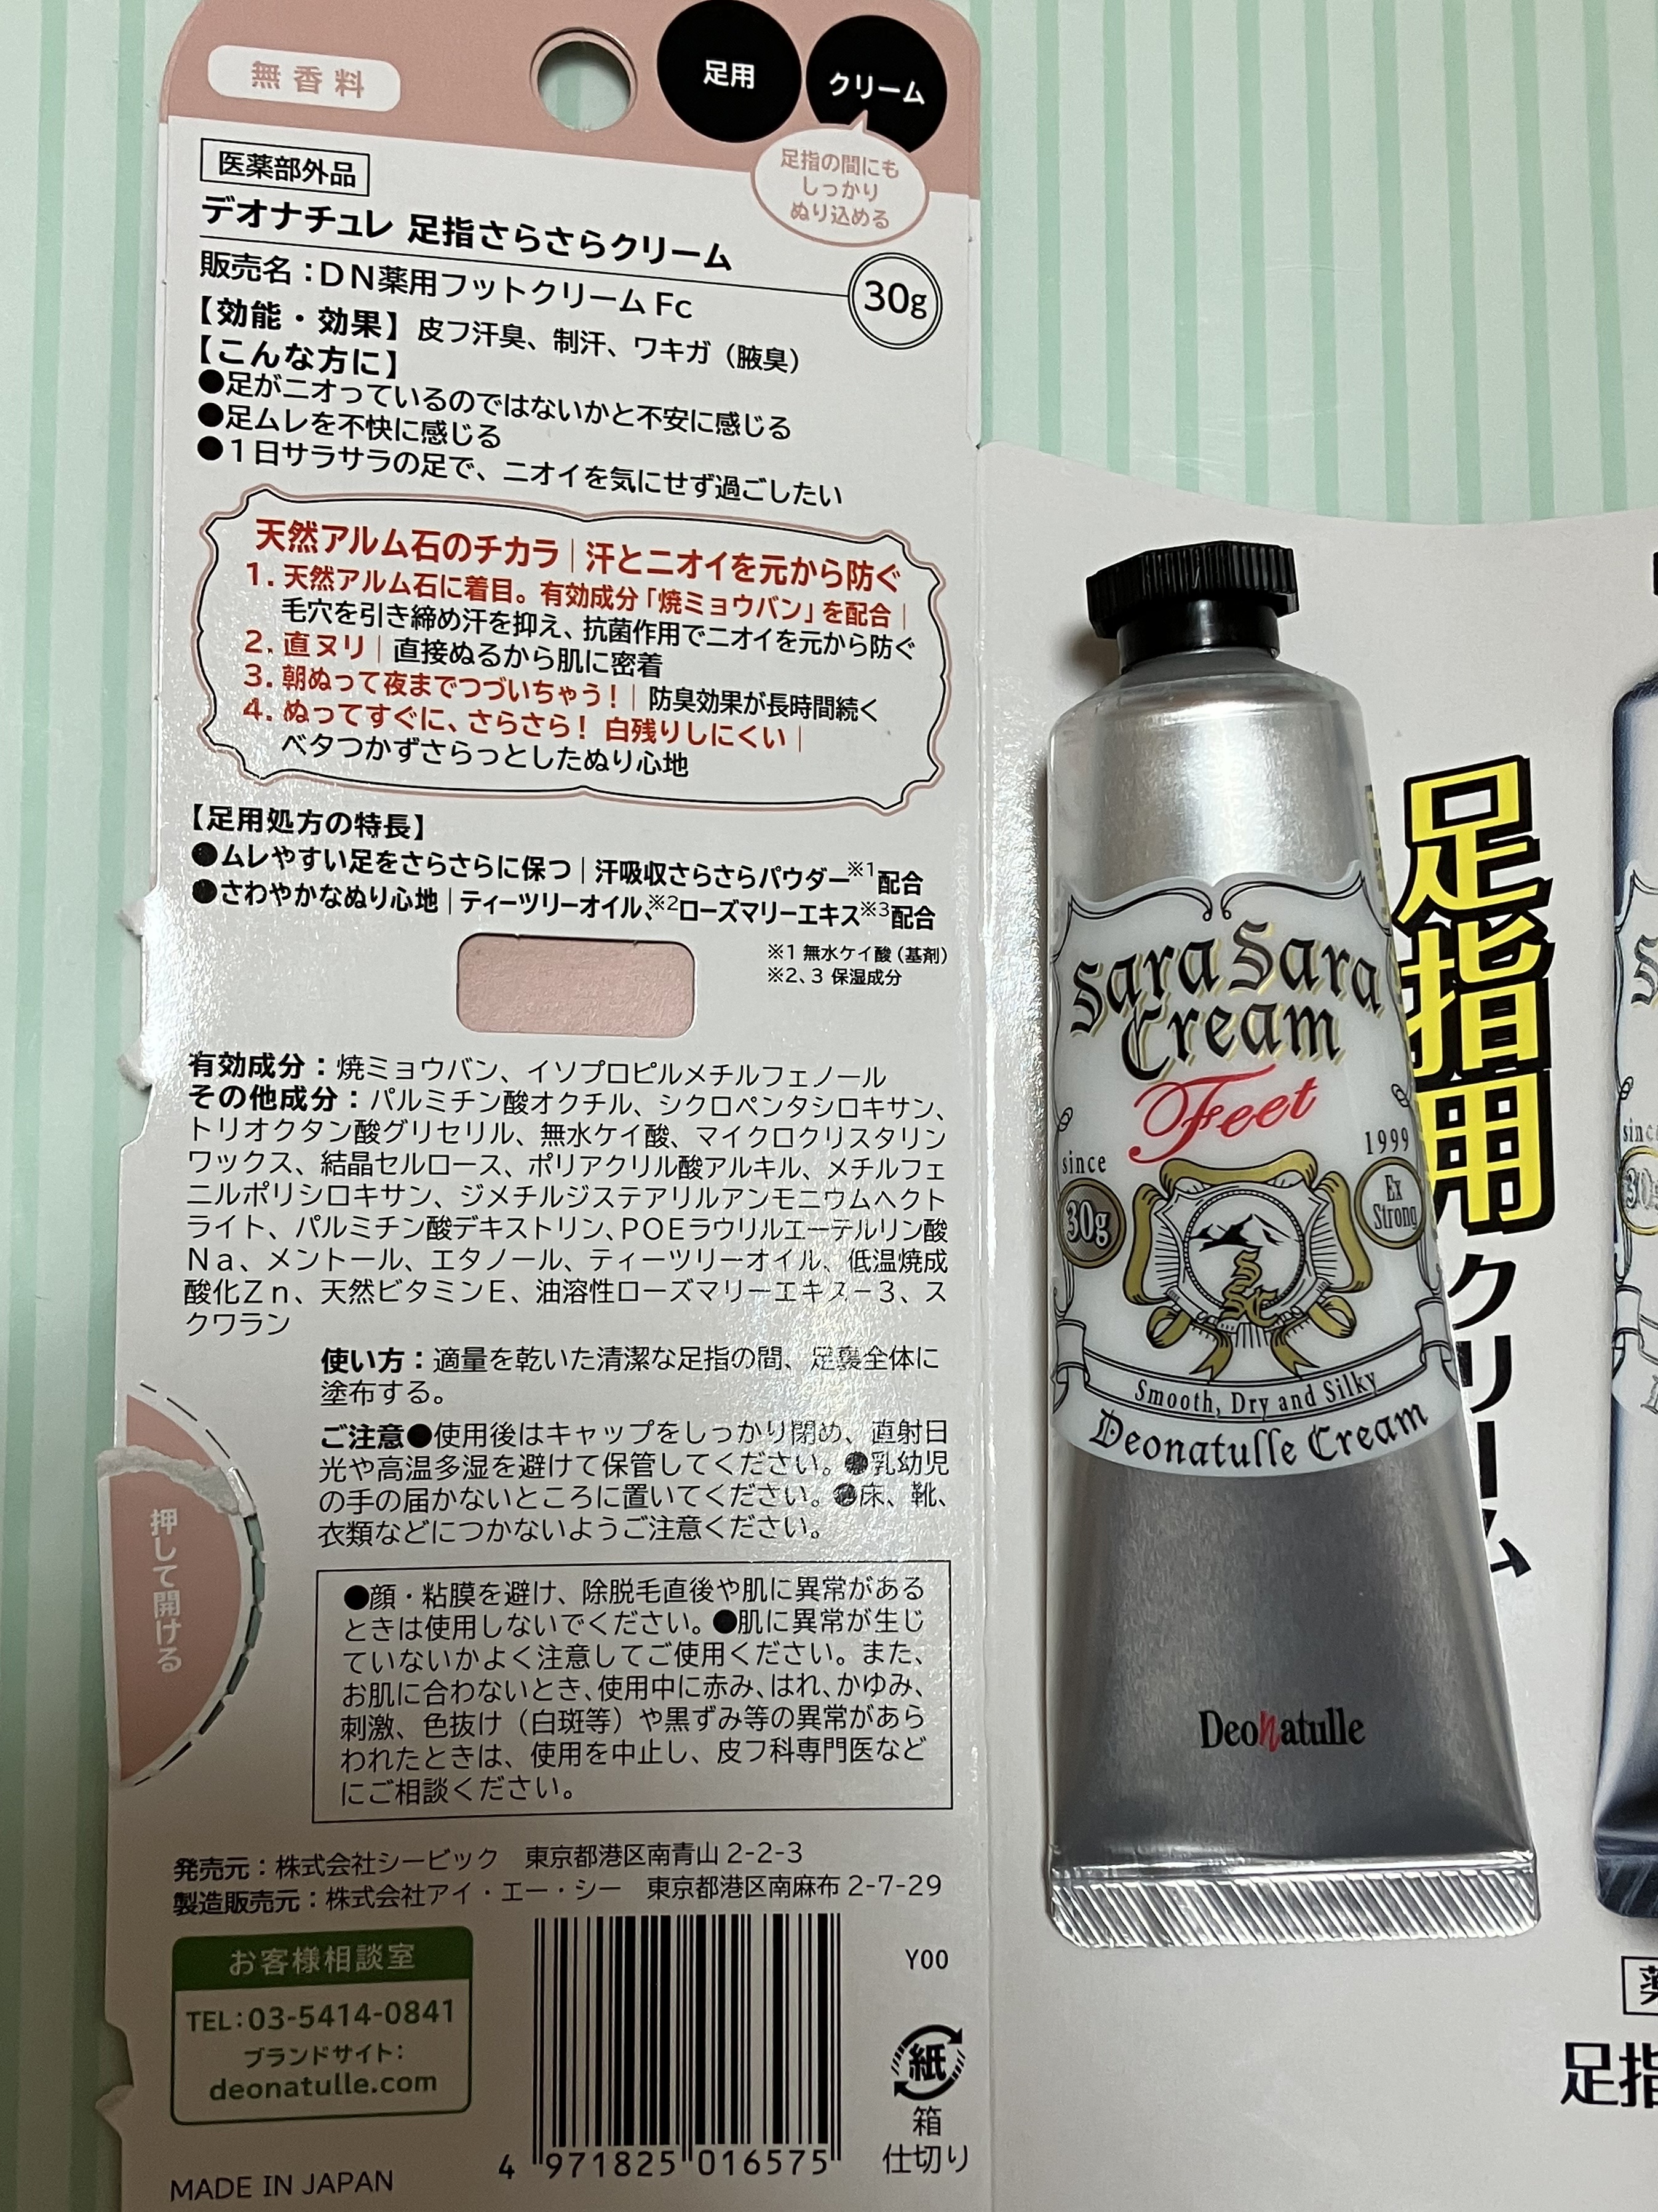 無香料
足用
クリーム
足指の間にも
しっかり
ぬり込める
医薬部外品
デオナチュレ 足指さらさらクリーム
30g
販売名：DN薬用フットクリーム Fc
【効能・効果】皮フ汗臭、制汗、ワキガ（腋臭）
【こんな方に】
●足がニオっているのではないかと不安に感じる
●足ムレを不快に感じる
●1日サラサラの足で、ニオイを気にせず過ごしたい
天然アルム石のチカラ｜汗とニオイを元から防ぐ
1. 天然アルム石に着目。有効成分「焼ミョウバン」を配合｜
毛穴を引き締め汗を抑え、抗菌作用でニオイを元から防ぐ
2. 直ヌリ｜直接ぬるから肌に密着
3. 朝ぬって夜までつづいちゃう！｜防臭効果が長時間続く
4. ぬってすぐに、さらさら！ 白残りしにくい｜
ベタつかずさらっとしたぬり心地
【足用処方の特長】
●ムレやすい足をさらさらに保つ｜汗吸収さらさらパウダー※1配合
●さわやかなぬり心地｜ティーツリーオイル、※2ローズマリーエキス※3配合
※1 無水ケイ酸（基剤）
※2、3 保湿成分
有効成分：焼ミョウバン、イソプロピルメチルフェノール
その他成分：パルミチン酸オクチル、シクロペンタシロキサン、
トリオクタン酸グリセリル、無水ケイ酸、マイクロクリスタリン
ワックス、結晶セルロース、ポリアクリル酸アルキル、メチルフェ
ニルポリシロキサン、ジメチルジステアリルアンモニウムヘクト
ライト、パルミチン酸デキストリン、POEラウリルエーテルリン酸
Na、メントール、エタノール、ティーツリーオイル、低温焼成
酸化Zn、天然ビタミンE、油溶性ローズマリーエキス－3、ス
クワラン
使い方：適量を乾いた清潔な足指の間、足裏全体に
塗布する。
ご注意●使用後はキャップをしっかり閉め、直射日
光や高温多湿を避けて保管してください。●乳幼児
の手の届かないところに置いてください。●床、靴、
衣類などにつかないようご注意ください。
押して開ける
●顔・粘膜を避け、除脱毛直後や肌に異常がある
ときは使用しないでください。●肌に異常が生じ
ていないかよく注意してご使用ください。また、
お肌に合わないとき、使用中に赤み、はれ、かゆみ、
刺激、色抜け（白斑等）や黒ずみ等の異常があら
われたときは、使用を中止し、皮フ科専門医など
にご相談ください。
発売元：株式会社シービック 東京都港区南青山 2-2-3
製造販売元：株式会社アイ・エー・シー 東京都港区南麻布 2-7-29
お客様相談室
TEL：03-5414-0841
ブランドサイト：
deonatulle.com
Y00
紙
箱
仕切り
4 971825 016575
MADE IN JAPAN
Sara Sara
Cream
Feet
since
1999
30g
Ex
Strong
Smooth, Dry and Silky
Deonatulle Cream
Deonatulle
足指用クリーム
足指